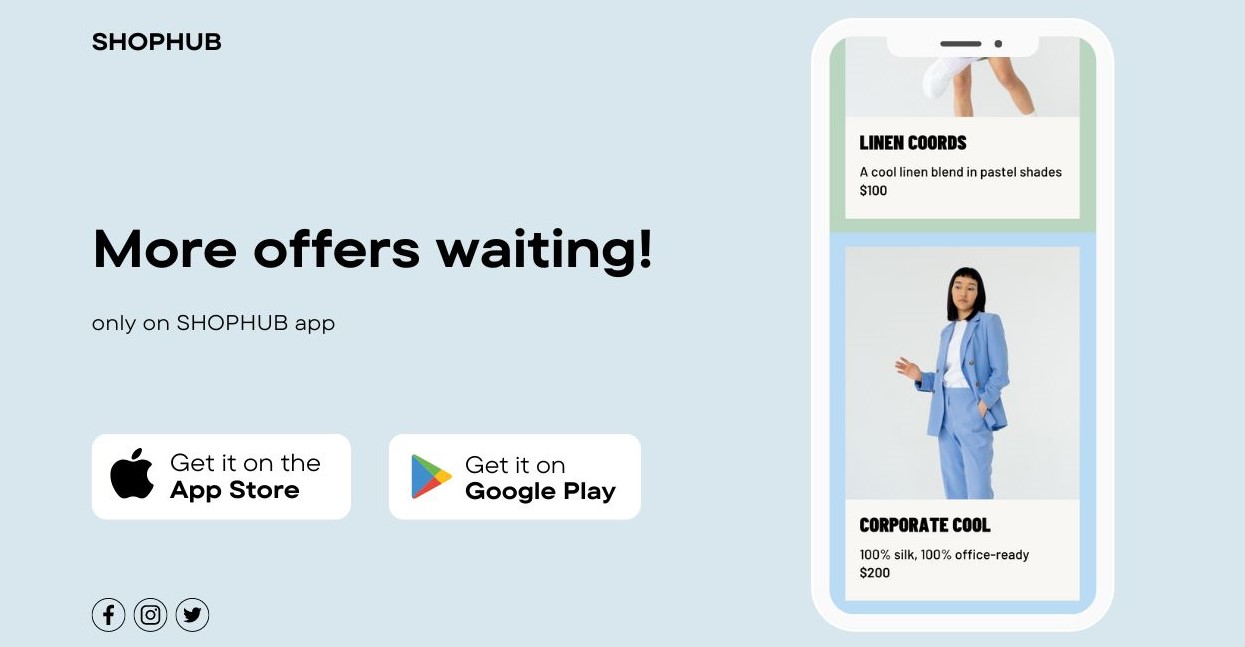 SHOPHUB
More offers waiting!
only on SHOPHUB app
Get it on the
App Store
Get it on
Google Play
LINEN COORDS
A cool linen blend in pastel shades
$100
CORPORATE COOL
100% silk, 100% office-ready
$200